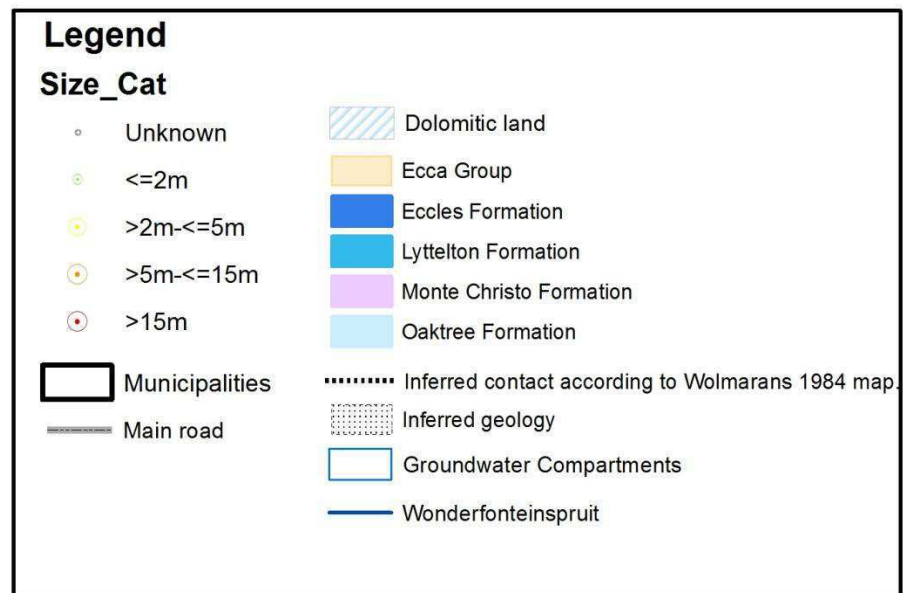 Legend
Size_Cat
Unknown
<=2m
>2m-<=5m
>5m-<=15m
>15m
Municipalities
Main road
Dolomitic land
Ecca Group
Eccles Formation
Lyttelton Formation
Monte Christo Formation
Oaktree Formation
Inferred contact according to Wolmarans 1984 map.
Inferred geology
Groundwater Compartments
Wonderfonteinspruit